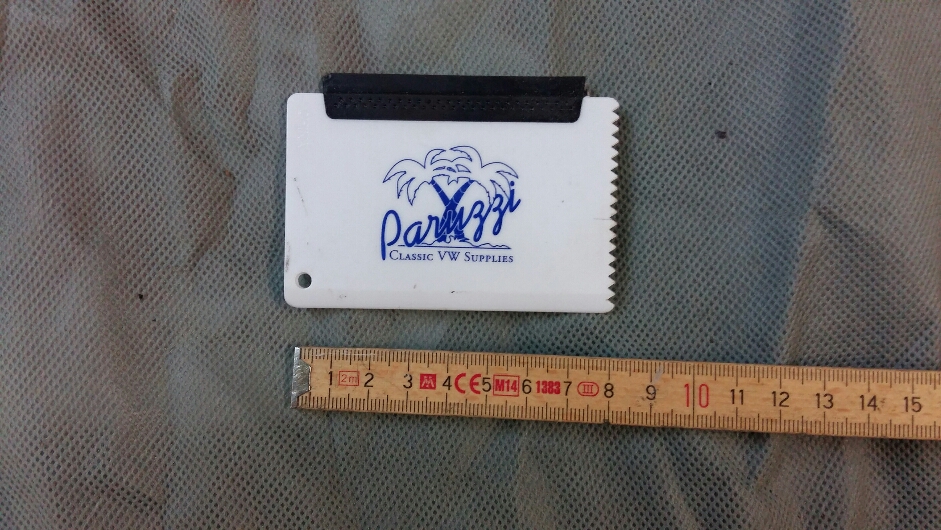 Paruzzi
Classic VW Supplies
1 2m 2 3 4 CE 5 M14 6 1383 7 III 8 9 10 11 12 13 14 15